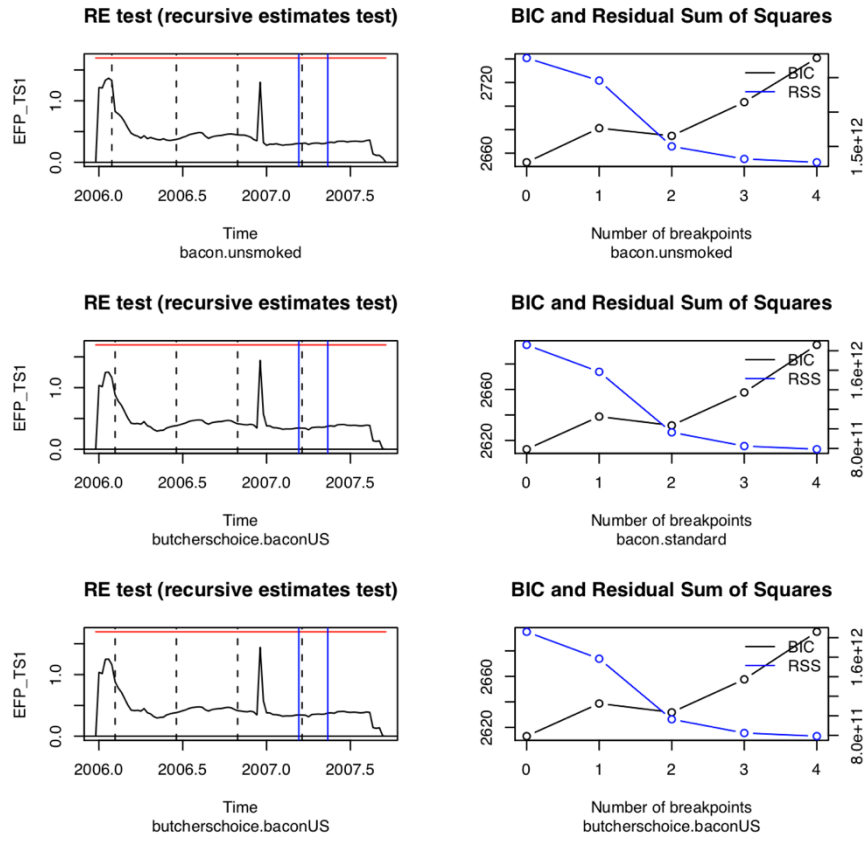 RE test (recursive estimates test)
EFP_TS1
0.0
1.0
2006.0 2006.5 2007.0 2007.5
Time
bacon.unsmoked
BIC and Residual Sum of Squares
2660
2720
BIC
RSS
1.5e+12
0 1 2 3 4
Number of breakpoints
bacon.unsmoked
RE test (recursive estimates test)
EFP_TS1
0.0
1.0
2006.0 2006.5 2007.0 2007.5
Time
butcherschoice.baconUS
BIC and Residual Sum of Squares
2620
2660
BIC
RSS
8.0e+11
1.6e+12
0 1 2 3 4
Number of breakpoints
bacon.standard
RE test (recursive estimates test)
EFP_TS1
0.0
1.0
2006.0 2006.5 2007.0 2007.5
Time
butcherschoice.baconUS
BIC and Residual Sum of Squares
2620
2660
BIC
RSS
8.0e+11
1.6e+12
0 1 2 3 4
Number of breakpoints
butcherschoice.baconUS